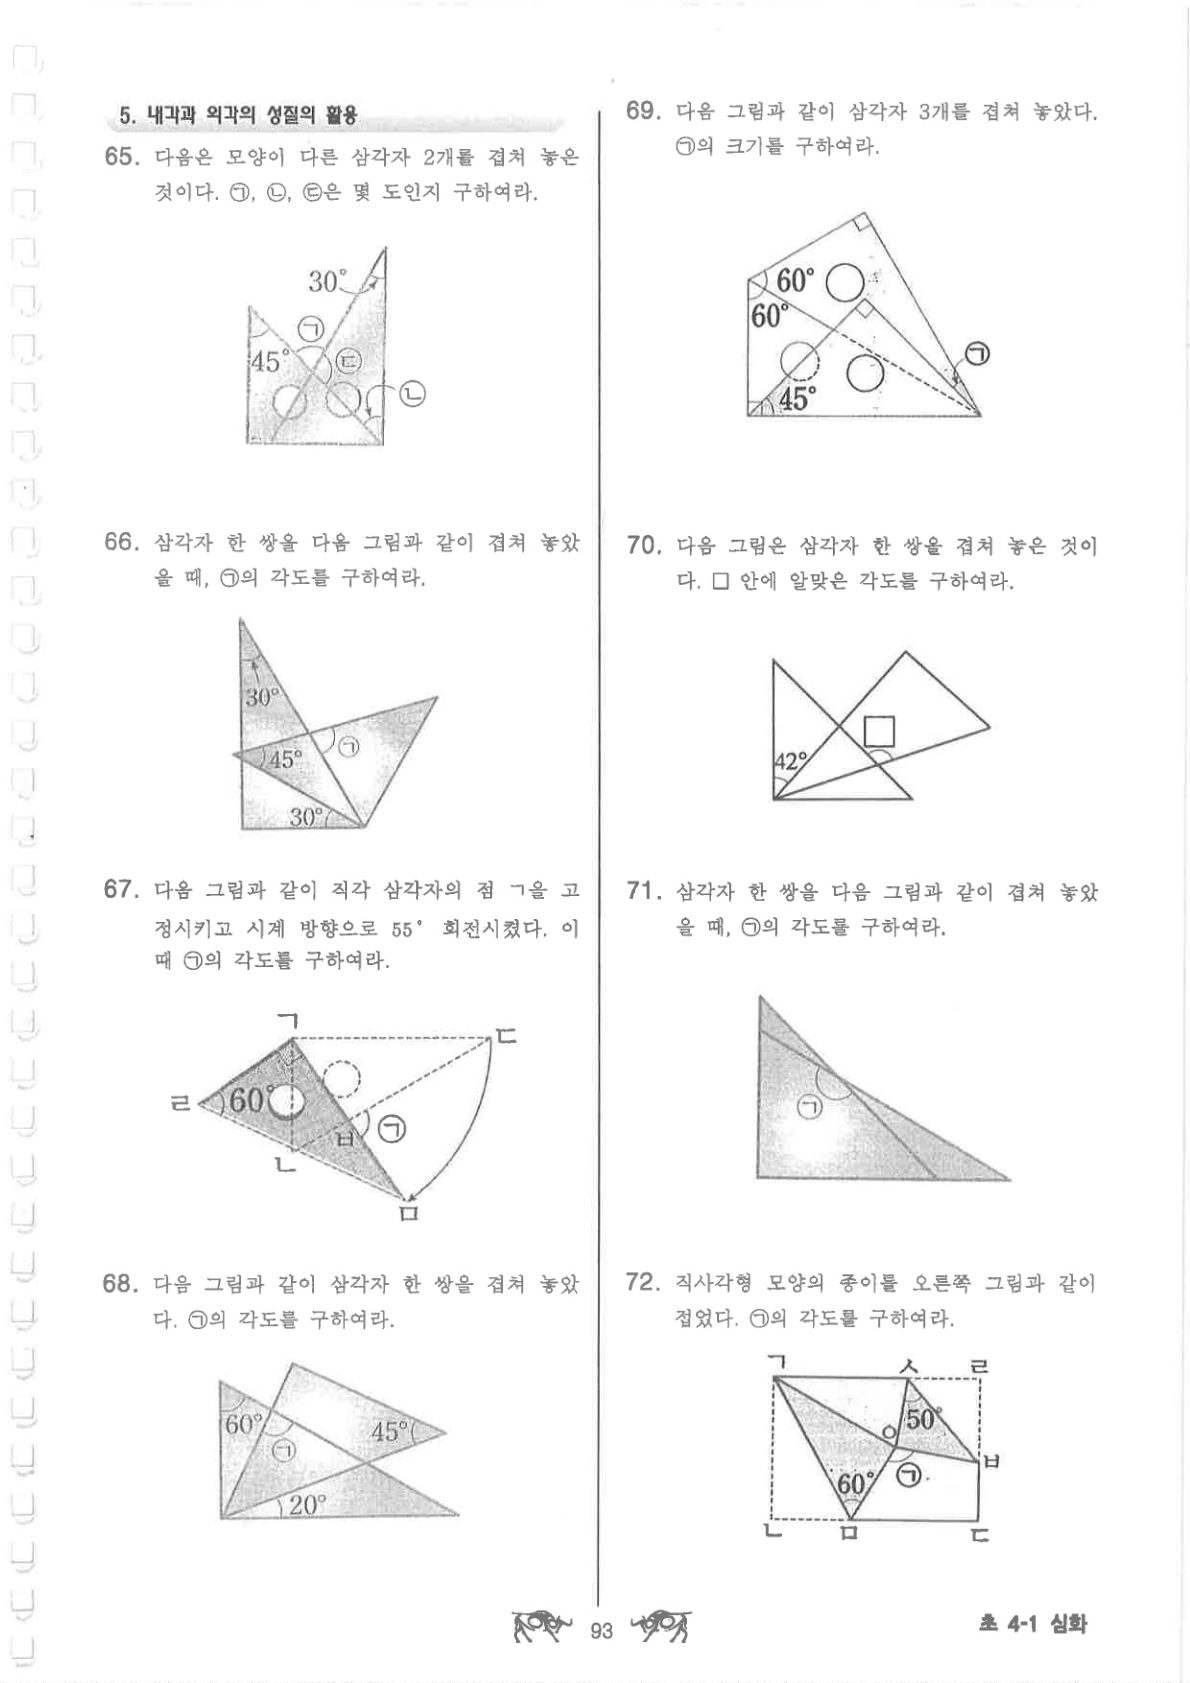 5. 내각과 외각의 성질의 활용
65. 다음은 모양이 다른 삼각자 2개를 겹쳐 놓은
것이다. ㉠, ㉡, ㉢은 몇 도인지 구하여라.
30°
㉠
45°
㉢
㉡
66. 삼각자 한 쌍을 다음 그림과 같이 겹쳐 놓았
을 때, ㉠의 각도를 구하여라.
30°
45°
㉠
30°
67. 다음 그림과 같이 직각 삼각자의 점 ㄱ을 고
정시키고 시계 방향으로 55° 회전시켰다. 이
때 ㉠의 각도를 구하여라.
ㄱ
ㄷ
ㄹ
60°
ㅂ
㉠
ㄴ
ㅁ
68. 다음 그림과 같이 삼각자 한 쌍을 겹쳐 놓았
다. ㉠의 각도를 구하여라.
60°
㉠
45°
20°
69. 다음 그림과 같이 삼각자 3개를 겹쳐 놓았다.
㉠의 크기를 구하여라.
60°
60°
㉠
45°
70. 다음 그림은 삼각자 한 쌍을 겹쳐 놓은 것이
다. □ 안에 알맞은 각도를 구하여라.
□
42°
71. 삼각자 한 쌍을 다음 그림과 같이 겹쳐 놓았
을 때, ㉠의 각도를 구하여라.
㉠
72. 직사각형 모양의 종이를 오른쪽 그림과 같이
접었다. ㉠의 각도를 구하여라.
ㄱ
ㅅ
ㄹ
ㅇ
50°
ㅂ
60°
㉠
ㄴ
ㅁ
ㄷ
93
초 4-1 심화